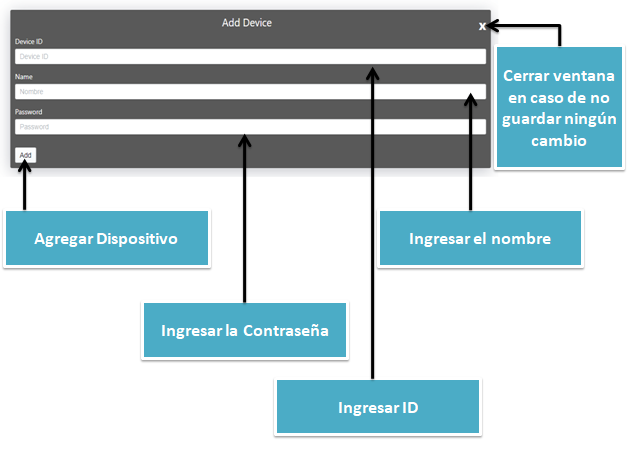 Add Device
x
Device ID
Device ID
Name
Nombre
Password
Password
Add
Cerrar ventana
en caso de no
guardar ningún
cambio
Agregar Dispositivo
Ingresar el nombre
Ingresar la Contraseña
Ingresar ID